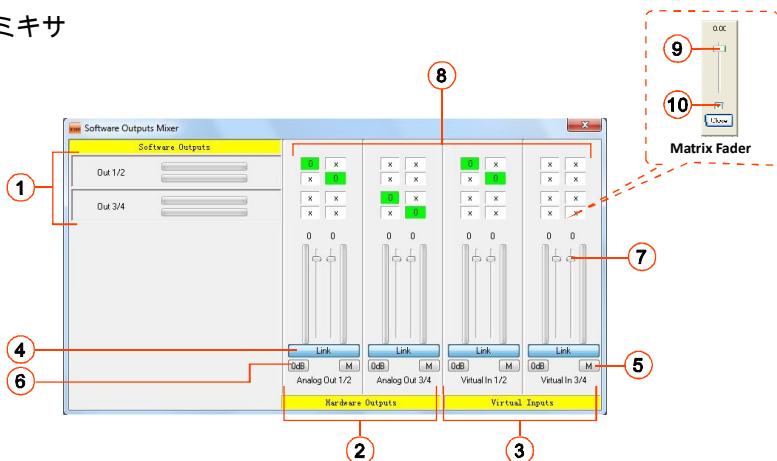 ミキサ
0.00
9
10
Close
Matrix Fader
8
Software Outputs Mixer
Software Outputs
1
Out 1/2
Out 3/4
0 x x x 0 x x x
x 0 x x x 0 x x
x x 0 x x x x x
x x x 0 x x x x
0 0 0 0 0 0 0 0
7
4
Link Link Link Link
6
0dB M 0dB M 0dB M 0dB M
5
Analog Out 1/2 Analog Out 3/4 Virtual In 1/2 Virtual In 3/4
Hardware Outputs Virtual Inputs
2 3